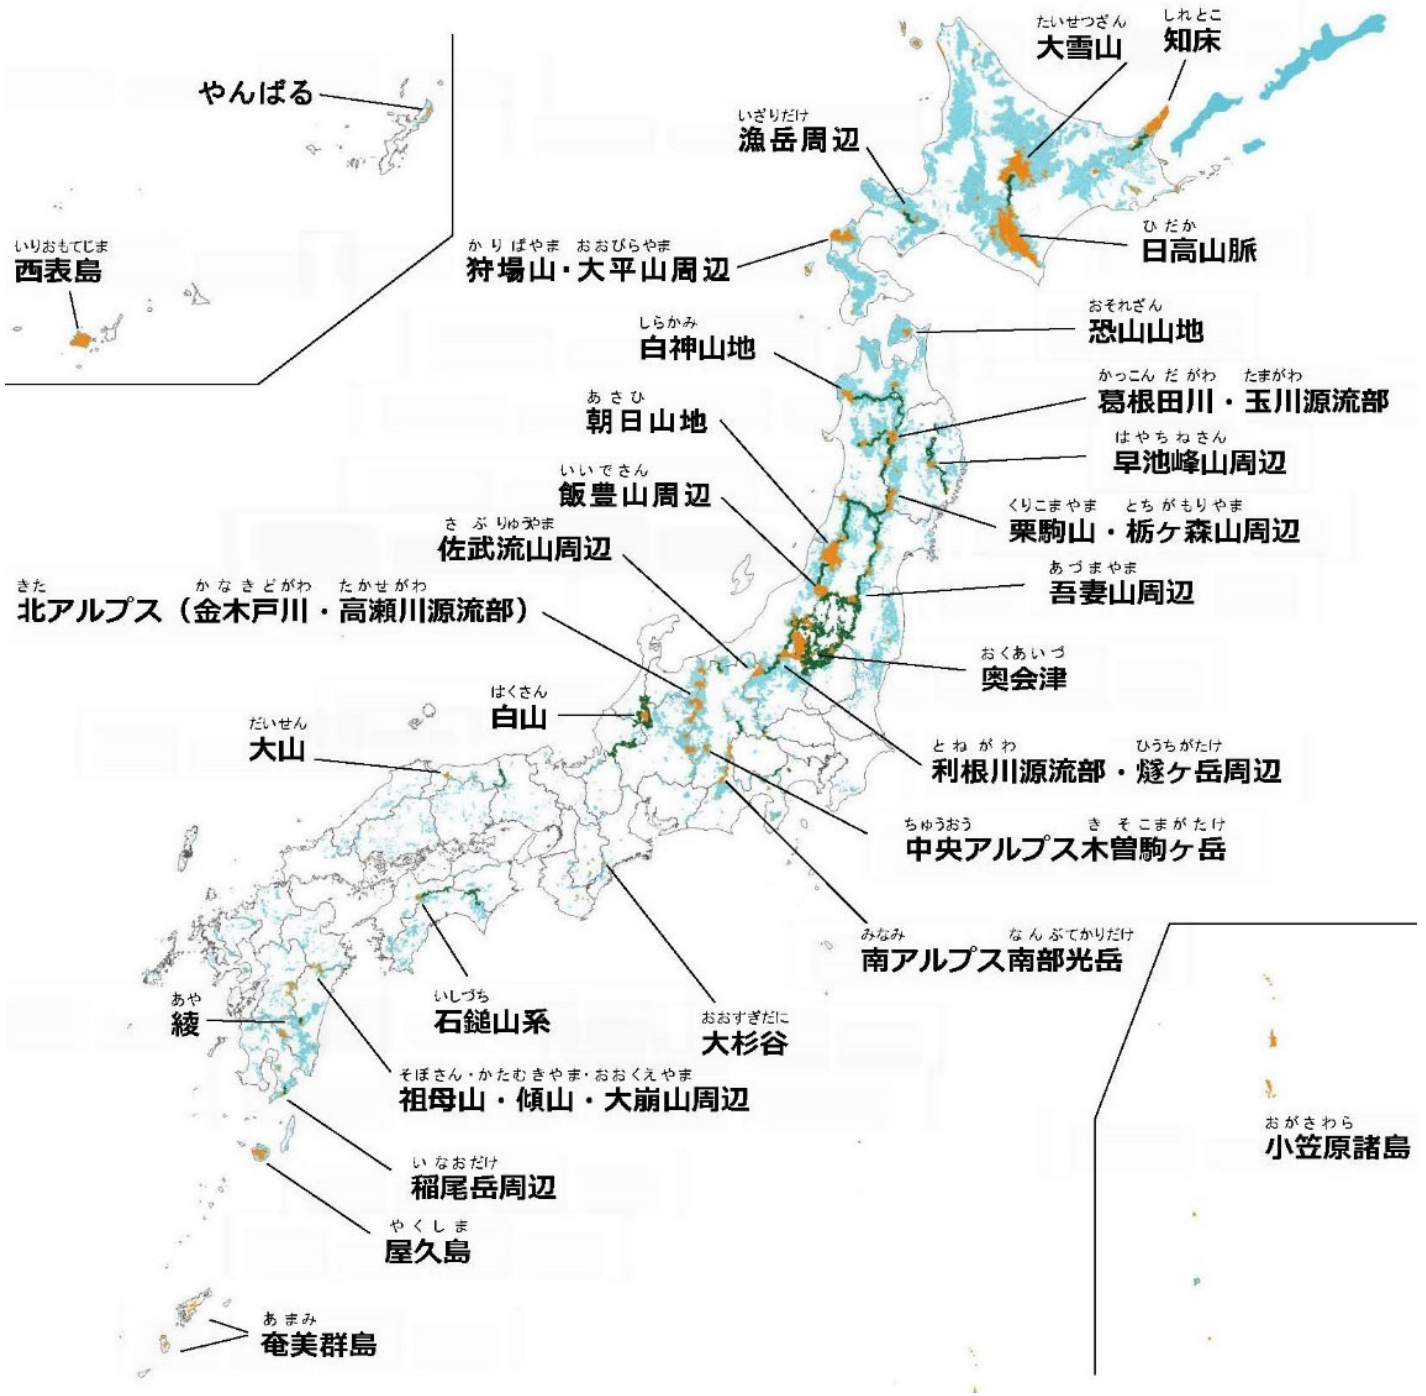 たいせつざん
大雪山
しれとこ
知床
やんばる
いざりだけ
漁岳周辺
いりおもてじま
西表島
かりばやま おおびらやま
狩場山・大平山周辺
ひだか
日高山脈
おそれざん
恐山山地
しらかみ
白神山地
かっこんだがわ たまがわ
葛根田川・玉川源流部
あさひ
朝日山地
はやちねさん
早池峰山周辺
いいでさん
飯豊山周辺
くりこまやま とちがもりやま
栗駒山・栃ヶ森山周辺
さぶりゅうやま
佐武流山周辺
あづまやま
吾妻山周辺
きた かなきどがわ たかせがわ
北アルプス（金木戸川・高瀬川源流部）
おくあいづ
奥会津
はくさん
白山
だいせん
大山
とねがわ ひうちがたけ
利根川源流部・燧ヶ岳周辺
ちゅうおう きそこまがたけ
中央アルプス木曽駒ヶ岳
みなみ なんぶてかりだけ
南アルプス南部光岳
あや
綾
いしづち
石鎚山系
おおすぎだに
大杉谷
そぼさん・かたむきやま・おおくえやま
祖母山・傾山・大崩山周辺
おがさわら
小笠原諸島
いなおだけ
稲尾岳周辺
やくしま
屋久島
あまみ
奄美群島